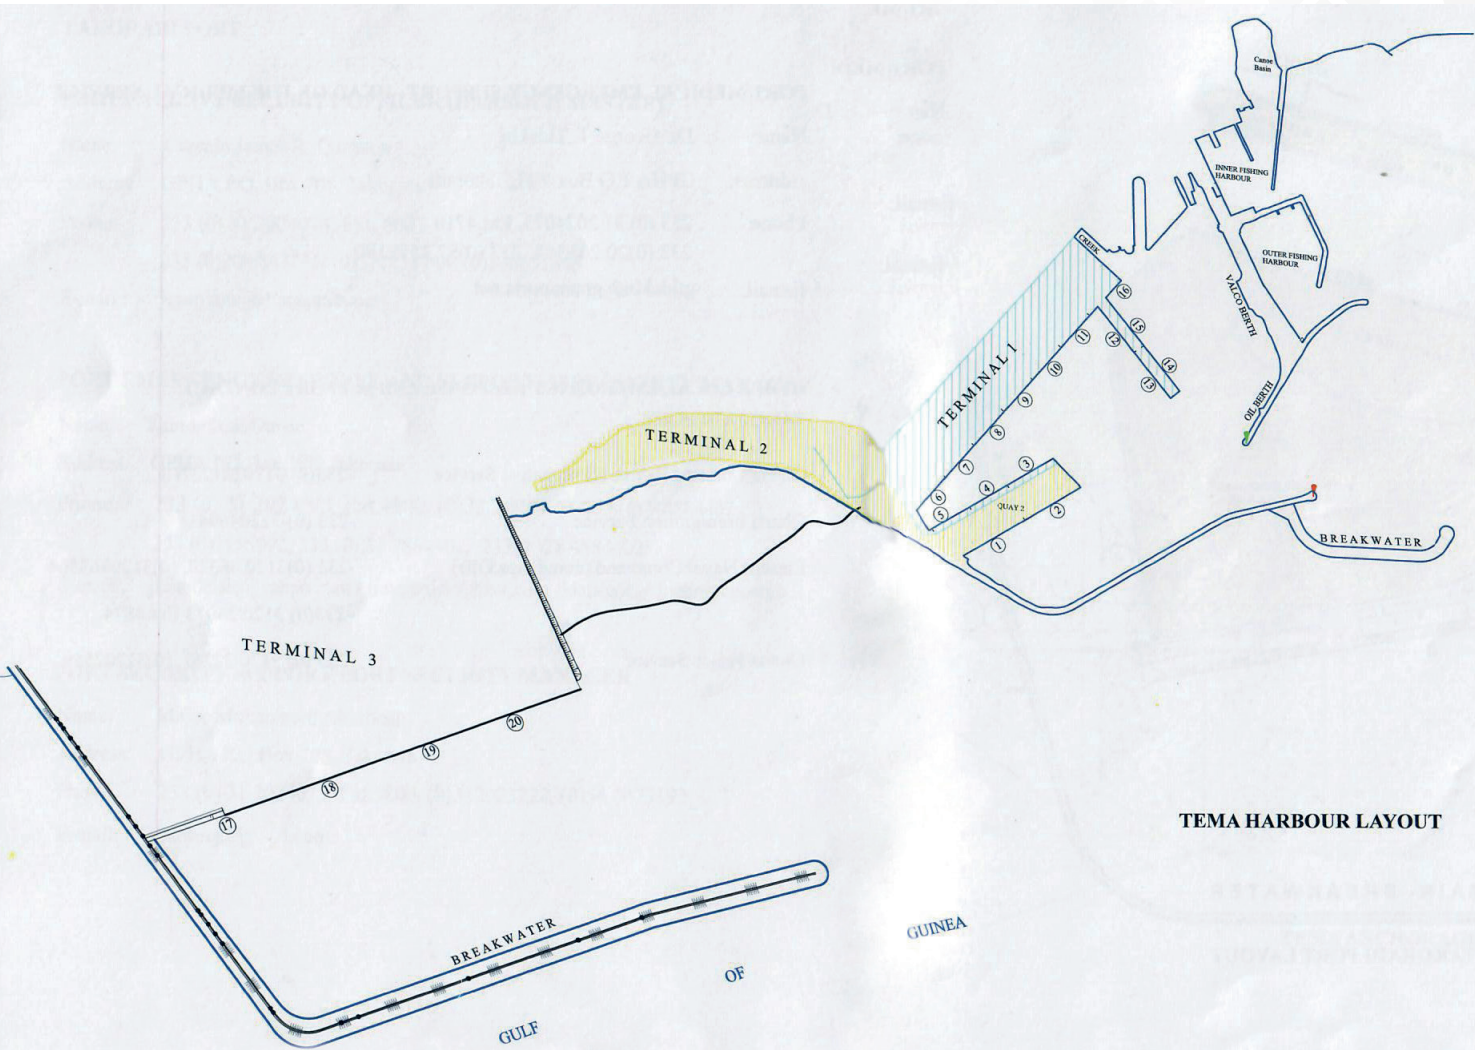 Canoe
Basin
INNER FISHING
HARBOUR
OUTER FISHING
HARBOUR
VALCO BERTH
OIL BERTH
CREEK
16
15
14
13
12
11
10
9
8
7
6
5
4
3
2
1
QUAY 2
TERMINAL 1
TERMINAL 2
TERMINAL 3
BREAKWATER
20
19
18
17
TEMA HARBOUR LAYOUT
BREAKWATER
GULF
OF
GUINEA